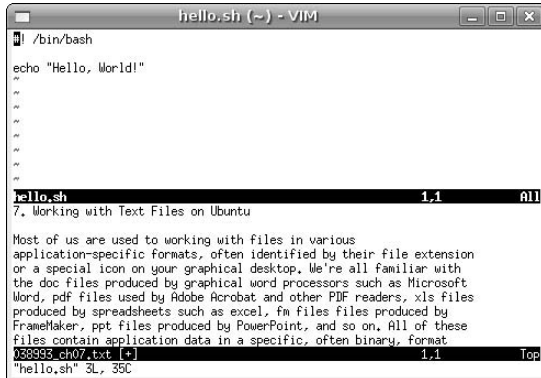 hello.sh (~) - VIM
#! /bin/bash
echo "Hello, World!"
~
~
~
~
~
~
~
~
hello.sh 1,1 All
7. Working with Text Files on Ubuntu
Most of us are used to working with files in various
application-specific formats, often identified by their file extension
or a special icon on your graphical desktop. We're all familiar with
the doc files produced by graphical word processors such as Microsoft
Word, pdf files used by Adobe Acrobat and other PDF readers, xls files
produced by spreadsheets such as excel, fm files files produced by
FrameMaker, ppt files produced by PowerPoint, and so on. All of these
files contain application data in a specific, often binary, format
038993_ch07.txt [+] 1,1 Top
"hello.sh" 3L, 35C